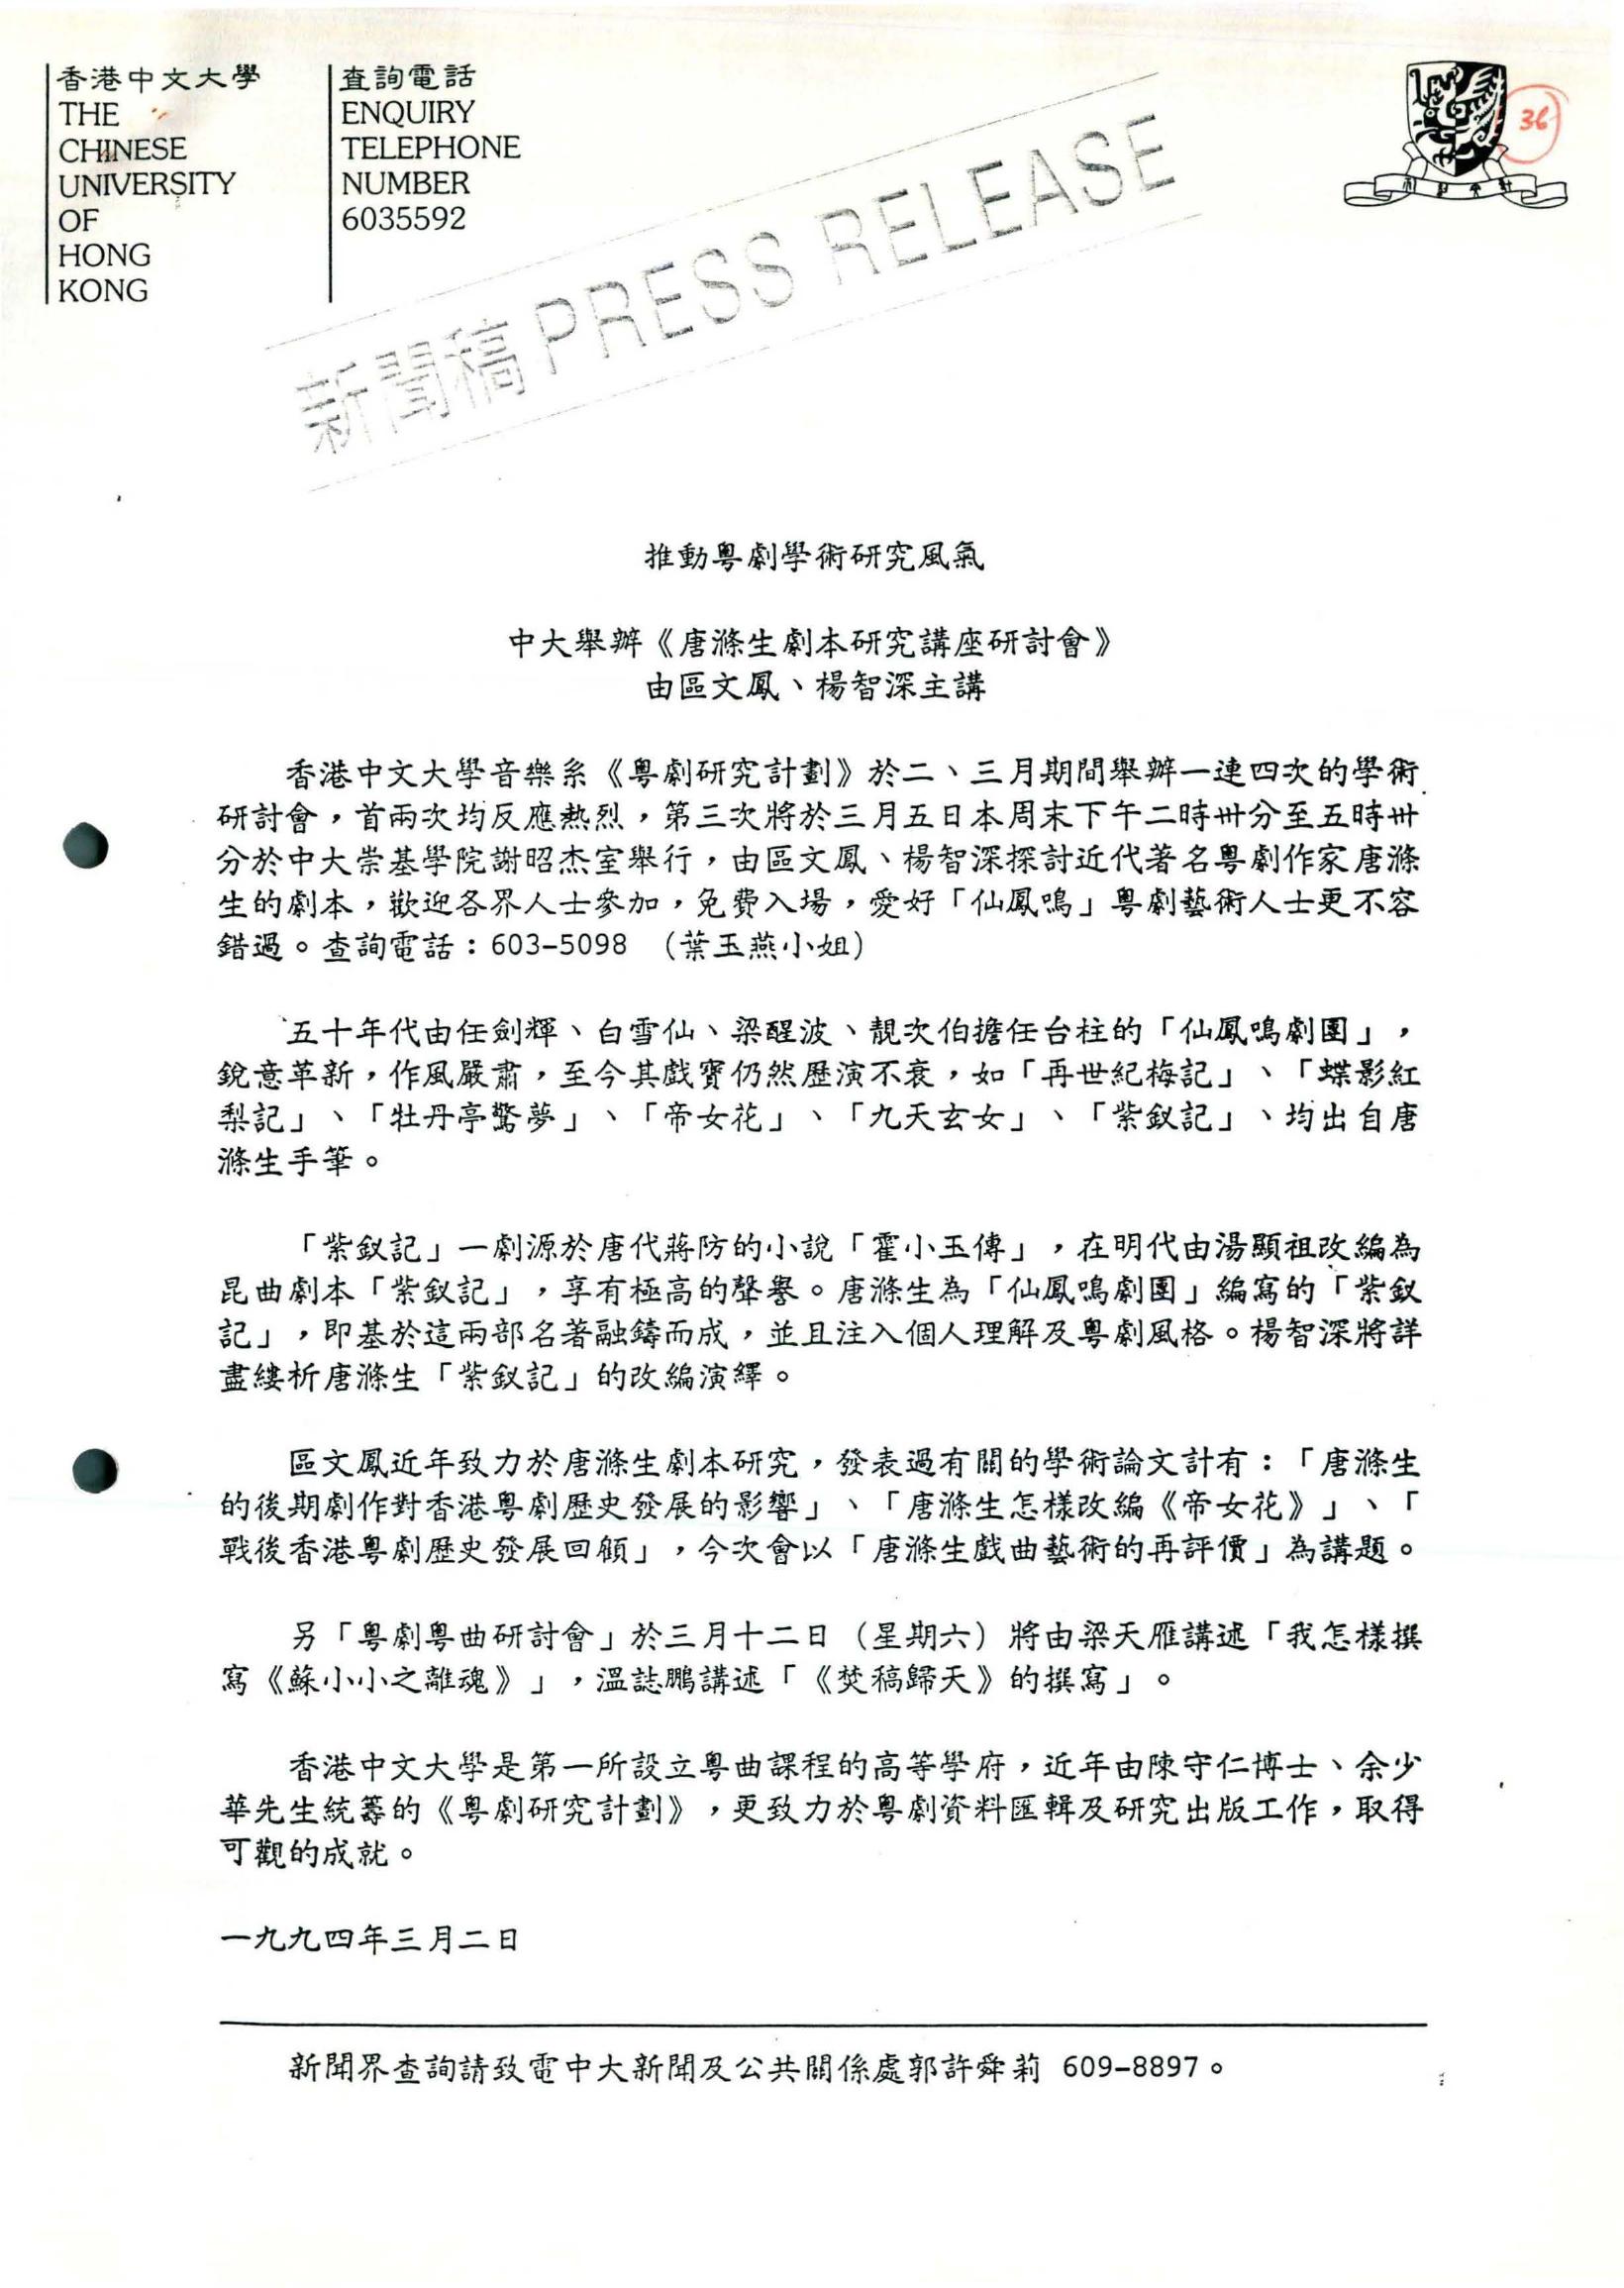 香港中文大學
THE
CHINESE
UNIVERSITY
OF
HONG
KONG
查詢電話
ENQUIRY
TELEPHONE
NUMBER
6035592
36
新聞稿 PRESS RELEASE
推動粵劇學術研究風氣
中大舉辦《唐滌生劇本研究講座研討會》
由區文鳳、楊智深主講
香港中文大學音樂系《粵劇研究計劃》於二、三月期間舉辦一連四次的學術
研討會，首兩次均反應熱烈，第三次將於三月五日本周末下午二時卅分至五時卅
分於中大崇基學院謝昭杰室舉行，由區文鳳、楊智深探討近代著名粵劇作家唐滌
生的劇本，歡迎各界人士參加，免費入場，愛好「仙鳳鳴」粵劇藝術人士更不容
錯過。查詢電話：603-5098 （葉玉燕小姐）
五十年代由任劍輝、白雪仙、梁醒波、靚次伯擔任台柱的「仙鳳鳴劇團」，
銳意革新，作風嚴肅，至今其戲寶仍然歷演不衰，如「再世紀梅記」、「蝶影紅
梨記」、「牡丹亭驚夢」、「帝女花」、「九天玄女」、「紫釵記」、均出自唐
滌生手筆。
「紫釵記」一劇源於唐代蔣防的小說「霍小玉傳」，在明代由湯顯祖改編為
昆曲劇本「紫釵記」，享有極高的聲譽。唐滌生為「仙鳳鳴劇團」編寫的「紫釵
記」，即基於這兩部名著融鑄而成，並且注入個人理解及粵劇風格。楊智深將詳
盡縷析唐滌生「紫釵記」的改編演繹。
區文鳳近年致力於唐滌生劇本研究，發表過有關的學術論文計有：「唐滌生
的後期劇作對香港粵劇歷史發展的影響」、「唐滌生怎樣改編《帝女花》」、「
戰後香港粵劇歷史發展回顧」，今次會以「唐滌生戲曲藝術的再評價」為講題。
另「粵劇粵曲研討會」於三月十二日（星期六）將由梁天雁講述「我怎樣撰
寫《蘇小小之離魂》」，溫誌鵬講述「《焚稿歸天》的撰寫」。
香港中文大學是第一所設立粵曲課程的高等學府，近年由陳守仁博士、余少
華先生統籌的《粵劇研究計劃》，更致力於粵劇資料匯輯及研究出版工作，取得
可觀的成就。
一九九四年三月二日
新聞界查詢請致電中大新聞及公共關係處郭許舜莉 609-8897。